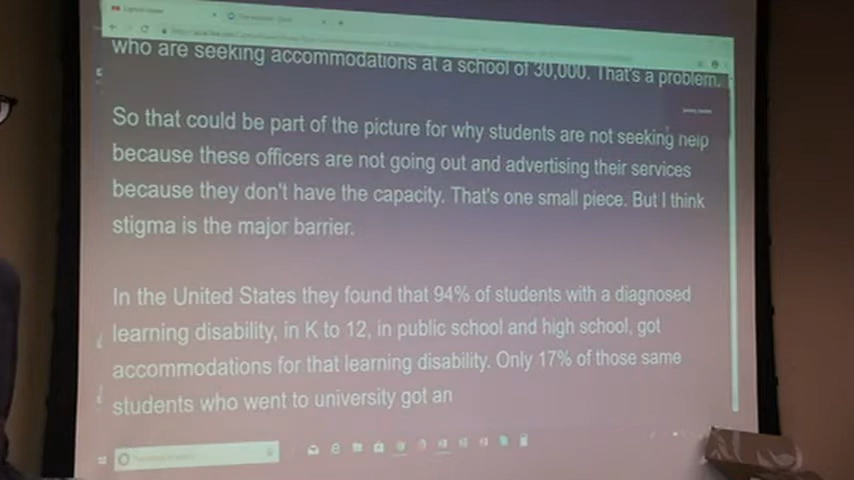 who are seeking accommodations at a school of 30,000. That's a problem.
So that could be part of the picture for why students are not seeking help
because these officers are not going out and advertising their services
because they don't have the capacity. That's one small piece. But I think
stigma is the major barrier.
In the United States they found that 94% of students with a diagnosed
learning disability, in K to 12, in public school and high school, got
accommodations for that learning disability. Only 17% of those same
students who went to university got an